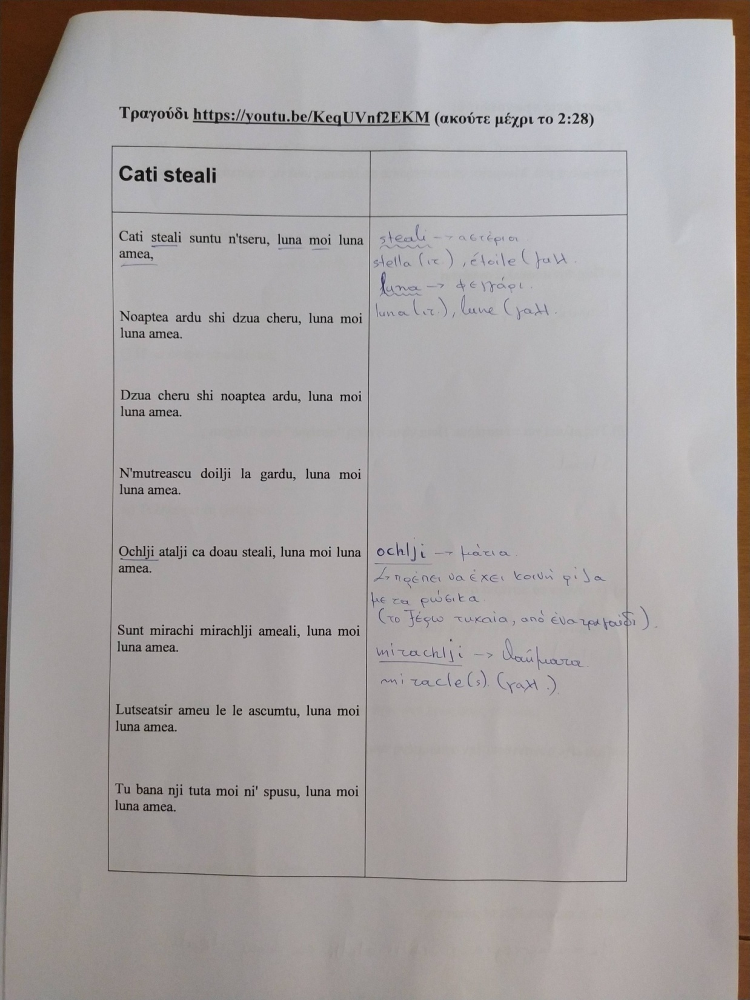 Τραγούδι https://youtu.be/KeqUVnf2EKM (ακούτε μέχρι το 2:28)
Cati steali
Cati steali suntu n'tseru, luna moi luna
amea,
steali → αστέρια
stella (ιτ.), étoile (γαλλ.
luna → φεγγάρι.
luna (ιτ.), lune (γαλλ.
Noaptea ardu shi dzua cheru, luna moi
luna amea.
Dzua cheru shi noaptea ardu, luna moi
luna amea.
N'mutreascu doilji la gardu, luna moi
luna amea.
Ochlji atalji ca doau steali, luna moi luna
amea.
ochlji → μάτια
↳ πρέπει να έχει κοινή ρίζα
με τα ρώσικα
(το ξέρω τυχαία, από ένα τραγούδι).
Sunt mirachi mirachlji ameali, luna moi
luna amea.
mirachlji → θαύματα.
miracle(s) (γαλλ.)
Lutseatsir ameu le le ascumtu, luna moi
luna amea.
Tu bana nji tuta moi ni' spusu, luna moi
luna amea.